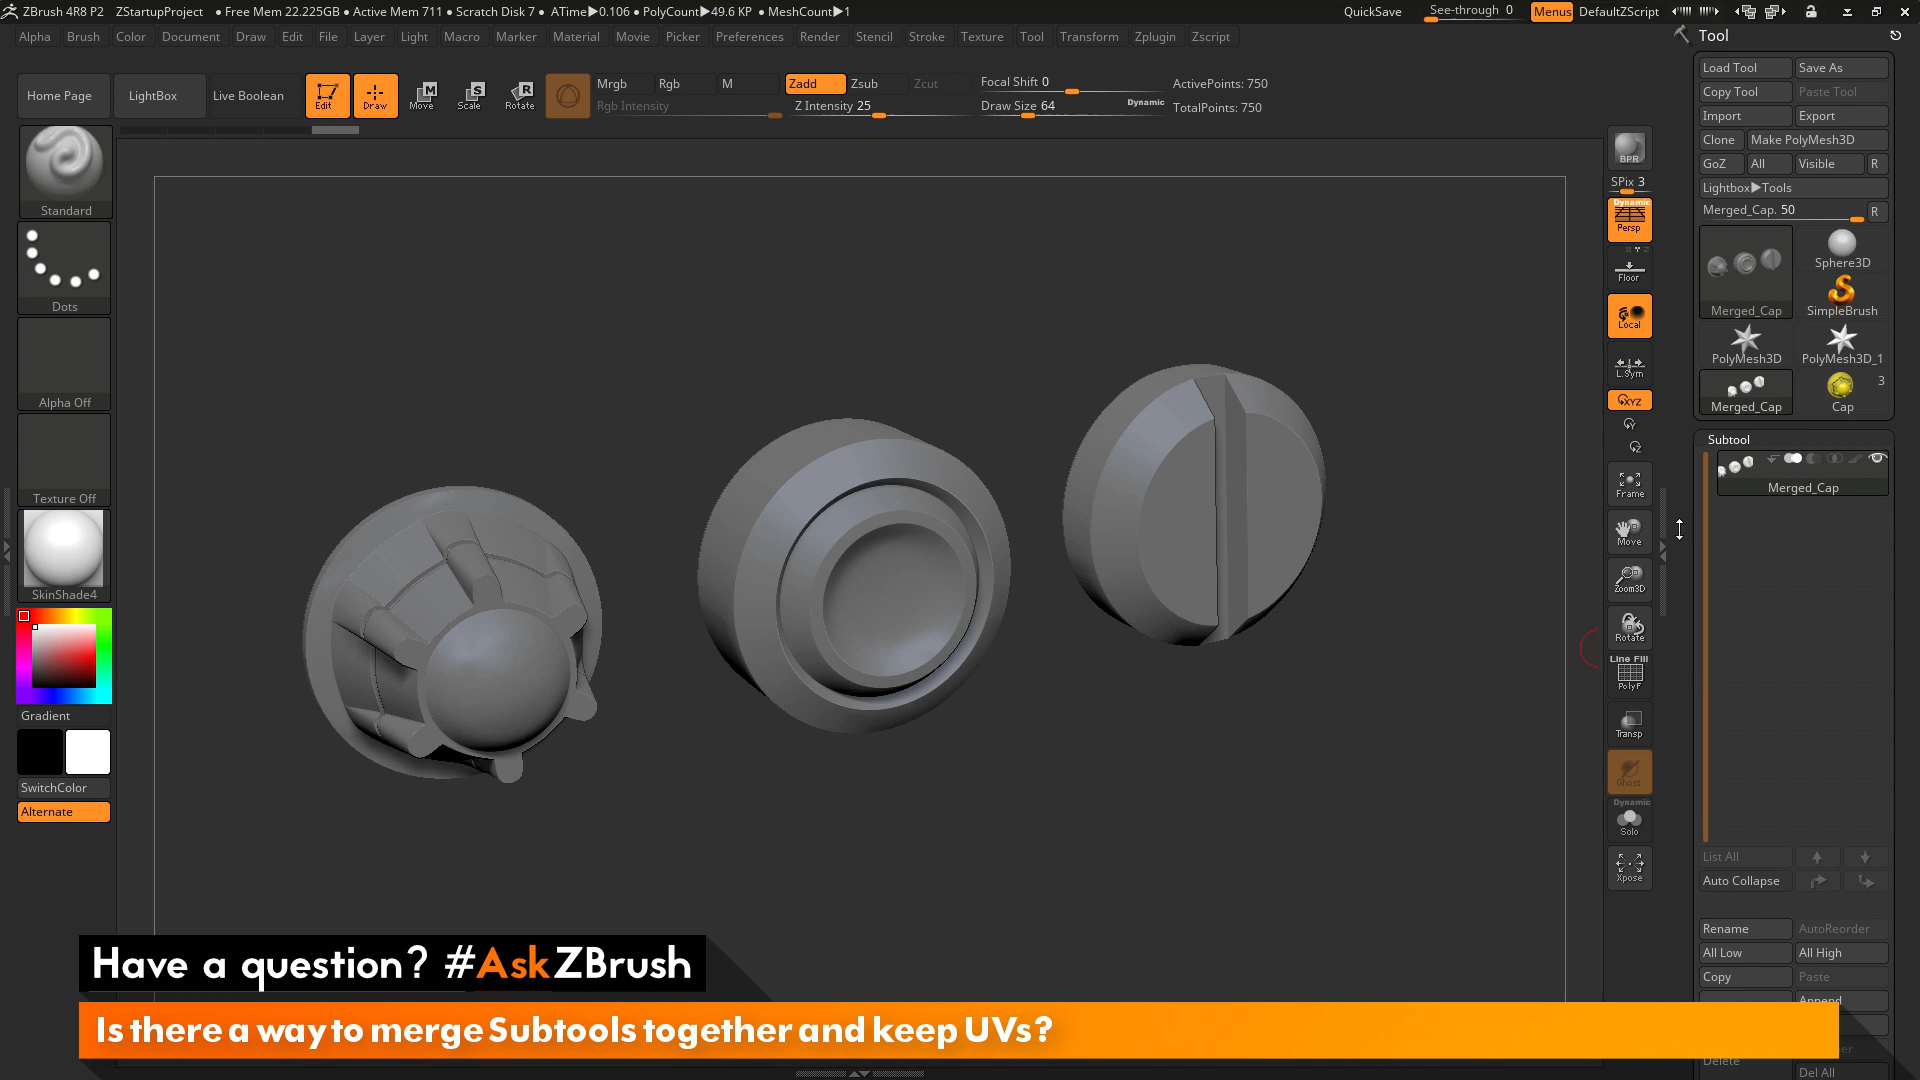 ZBrush 4R8 P2 ZStartupProject ● Free Mem 22.225GB ● Active Mem 711 ● Scratch Disk 7 ● ATime▶0.106 ● PolyCount▶49.6 KP ● MeshCount▶1 QuickSave See-through 0 Menus DefaultZScript
Alpha Brush Color Document Draw Edit File Layer Light Macro Marker Material Movie Picker Preferences Render Stencil Stroke Texture Tool Transform Zplugin Zscript
Tool
Home Page LightBox Live Boolean Edit Draw Move Scale Rotate
Mrgb Rgb M Zadd Zsub Zcut Focal Shift 0 ActivePoints: 750
Rgb Intensity Z Intensity 25 Draw Size 64 Dynamic TotalPoints: 750
Standard
Dots
Alpha Off
Texture Off
SkinShade4
Gradient
SwitchColor
Alternate
BPR
SPix 3
Dynamic
Persp
Floor
Local
L.Sym
XYZ
Y
Z
Frame
Move
Zoom3D
Rotate
Line Fill
PolyF
Transp
Ghost
Dynamic
Solo
Xpose
Load Tool Save As
Copy Tool Paste Tool
Import Export
Clone Make PolyMesh3D
GoZ All Visible R
Lightbox▶Tools
Merged_Cap. 50 R
Merged_Cap Sphere3D
SimpleBrush
PolyMesh3D PolyMesh3D_1
3
Merged_Cap Cap
Subtool
Merged_Cap
List All
Auto Collapse
Rename AutoReorder
All Low All High
Copy Paste
Append
Delete
Del All
Have a question? #AskZBrush
Is there a way to merge Subtools together and keep UVs?